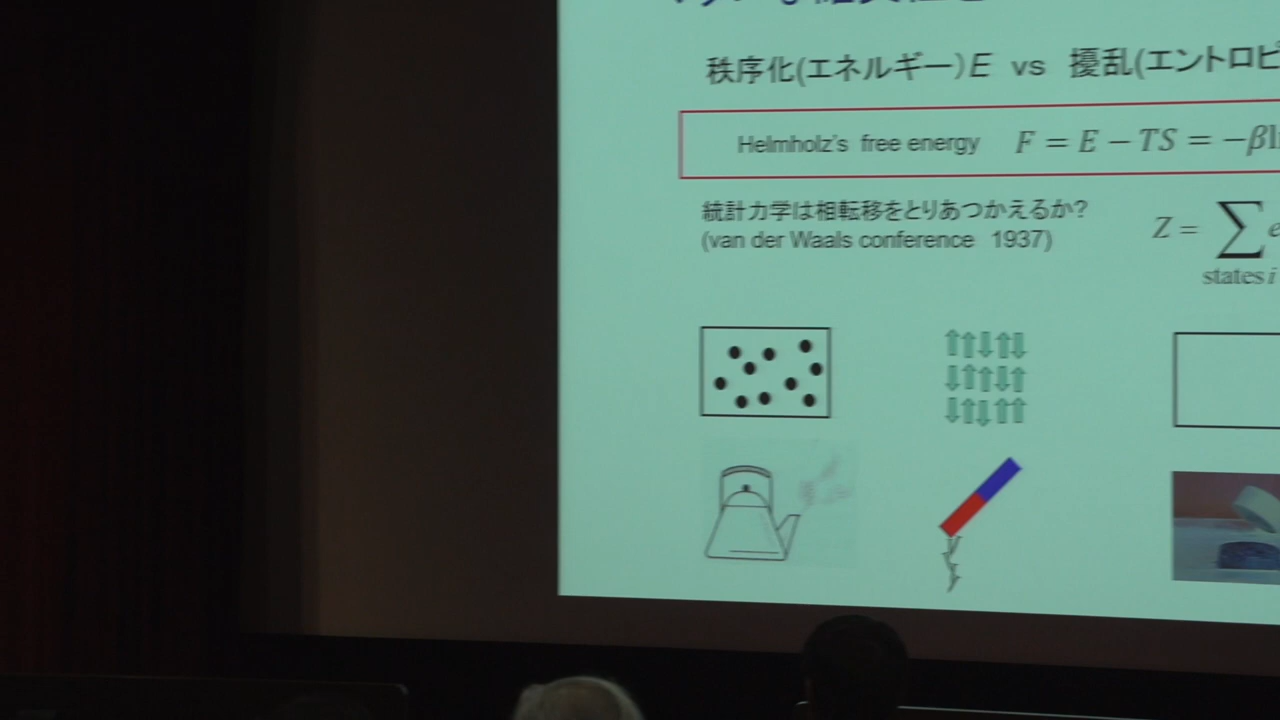 秩序化(エネルギー)E vs 擾乱(エントロピ
Helmholz's free energy F = E − TS = −βl
統計力学は相転移をとりあつかえるか?
(van der Waals conference 1937)
Z = ∑ e
states i